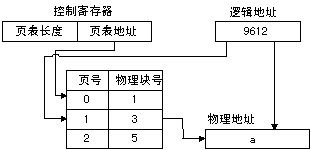 控制寄存器
逻辑地址
页表长度 页表地址
9612
页号 物理块号
0 1
1 3
2 5
物理地址
a